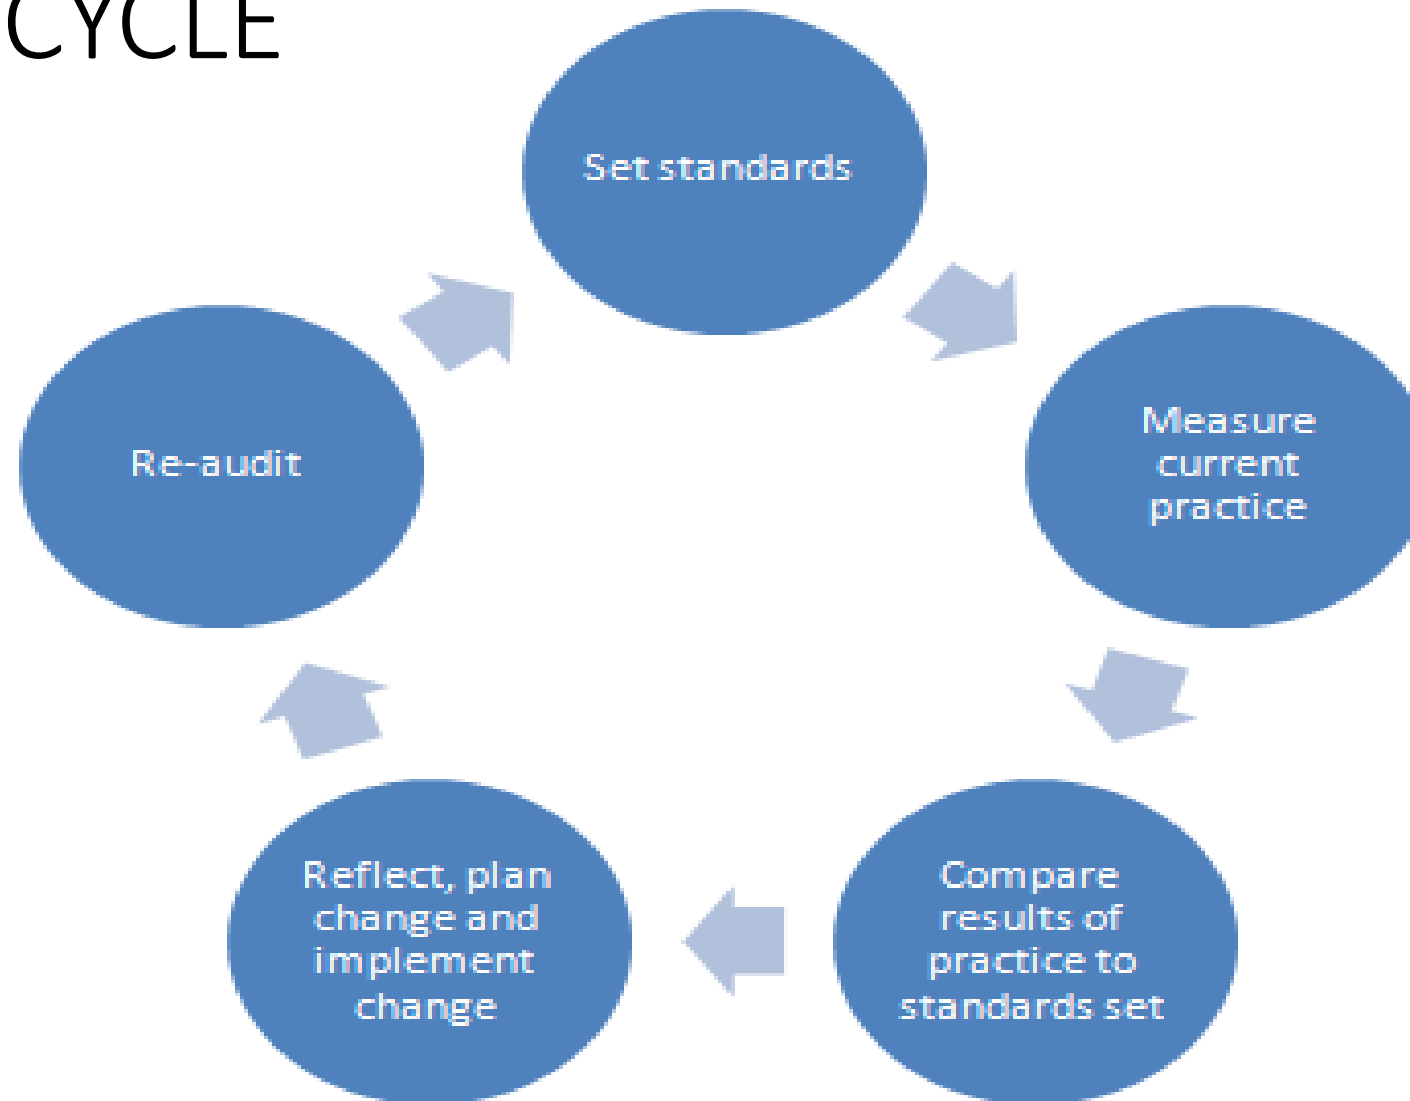 CYCLE
Set standards
Measure
current
practice
Compare
results of
practice to
standards set
Reflect, plan
change and
implement
change
Re-audit